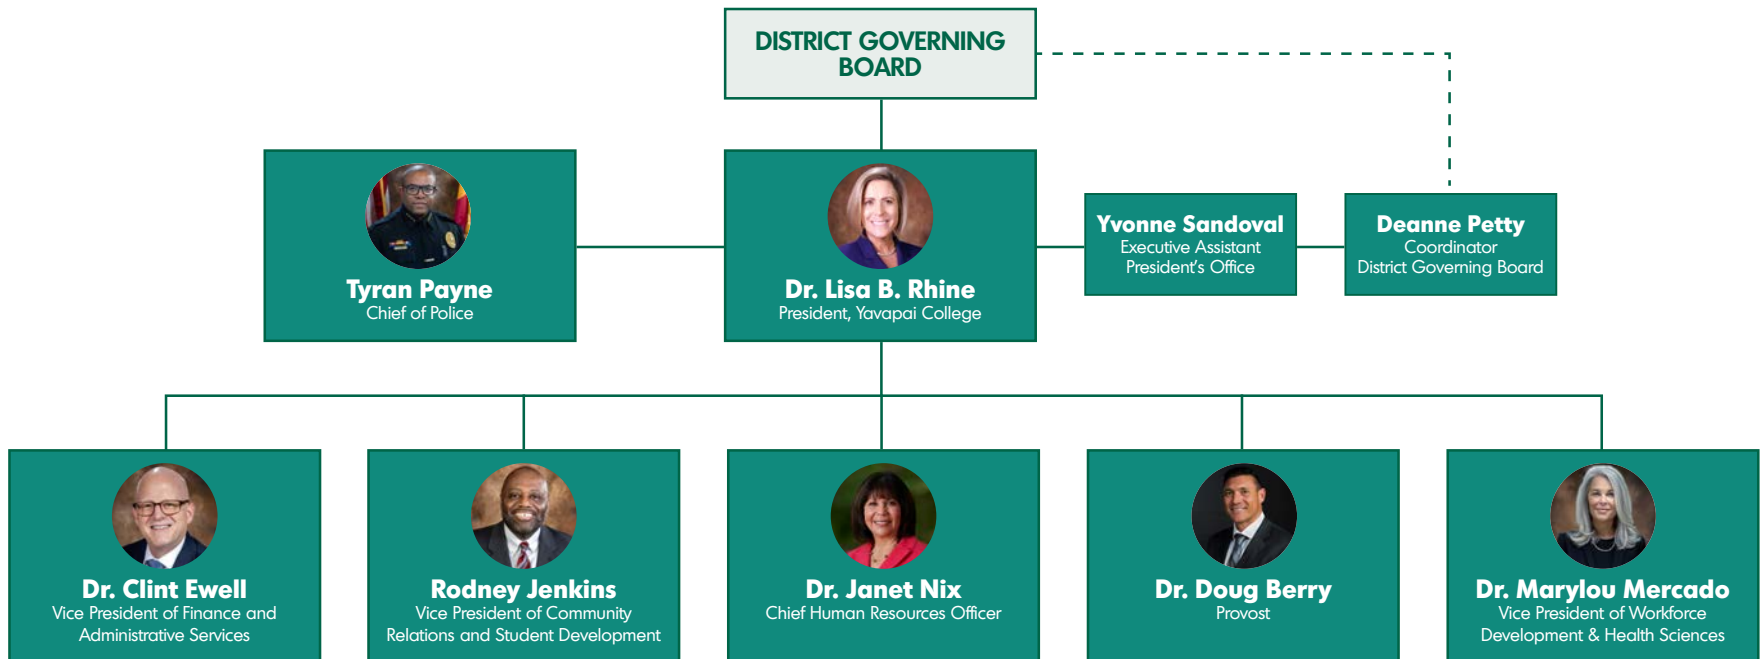 DISTRICT GOVERNING
BOARD
Tyran Payne
Chief of Police
Dr. Lisa B. Rhine
President, Yavapai College
Yvonne Sandoval
Executive Assistant
President's Office
Deanne Petty
Coordinator
District Governing Board
Dr. Clint Ewell
Vice President of Finance and
Administrative Services
Rodney Jenkins
Vice President of Community
Relations and Student Development
Dr. Janet Nix
Chief Human Resources Officer
Dr. Doug Berry
Provost
Dr. Marylou Mercado
Vice President of Workforce
Development & Health Sciences